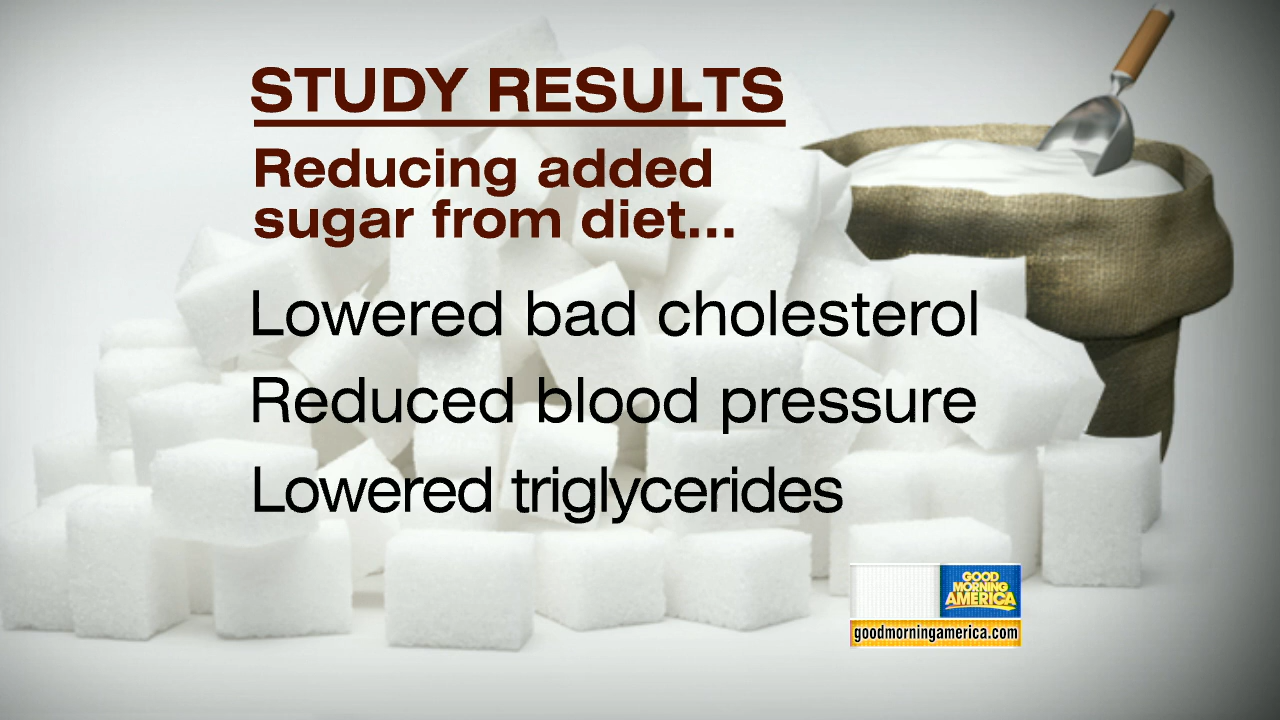 STUDY RESULTS
Reducing added
sugar from diet...
Lowered bad cholesterol
Reduced blood pressure
Lowered triglycerides
GOOD
MORNING
AMERICA
goodmorningamerica.com